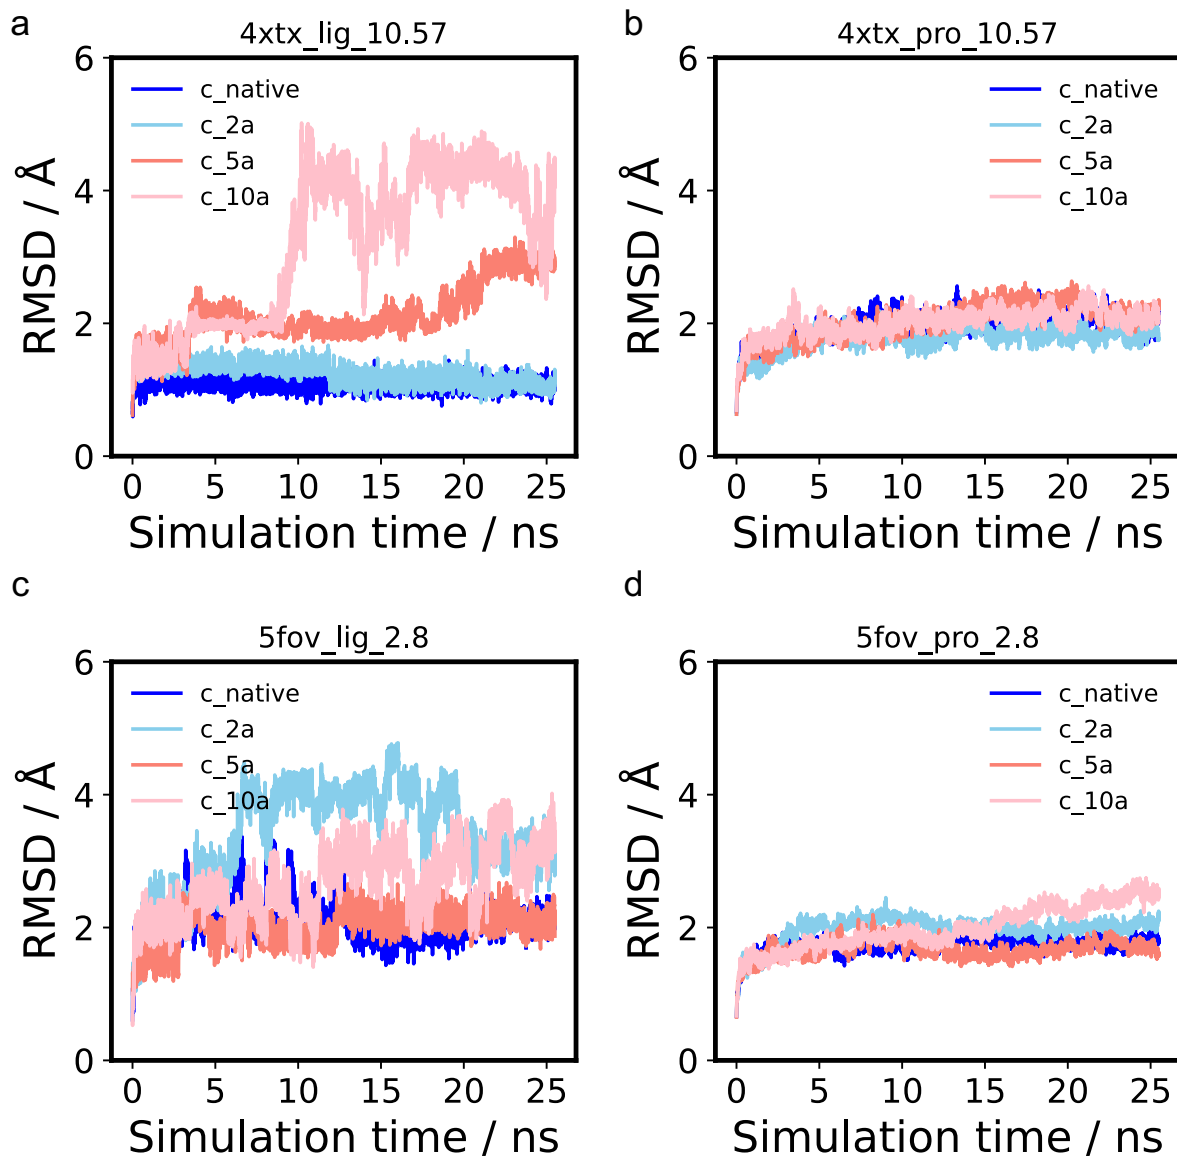 a
4xtx_lig_10.57
RMSD / Å
6
4
2
0
c_native
c_2a
c_5a
c_10a
0 5 10 15 20 25
Simulation time / ns
b
4xtx_pro_10.57
RMSD / Å
6
4
2
0
c_native
c_2a
c_5a
c_10a
0 5 10 15 20 25
Simulation time / ns
c
5fov_lig_2.8
RMSD / Å
6
4
2
0
c_native
c_2a
c_5a
c_10a
0 5 10 15 20 25
Simulation time / ns
d
5fov_pro_2.8
RMSD / Å
6
4
2
0
c_native
c_2a
c_5a
c_10a
0 5 10 15 20 25
Simulation time / ns